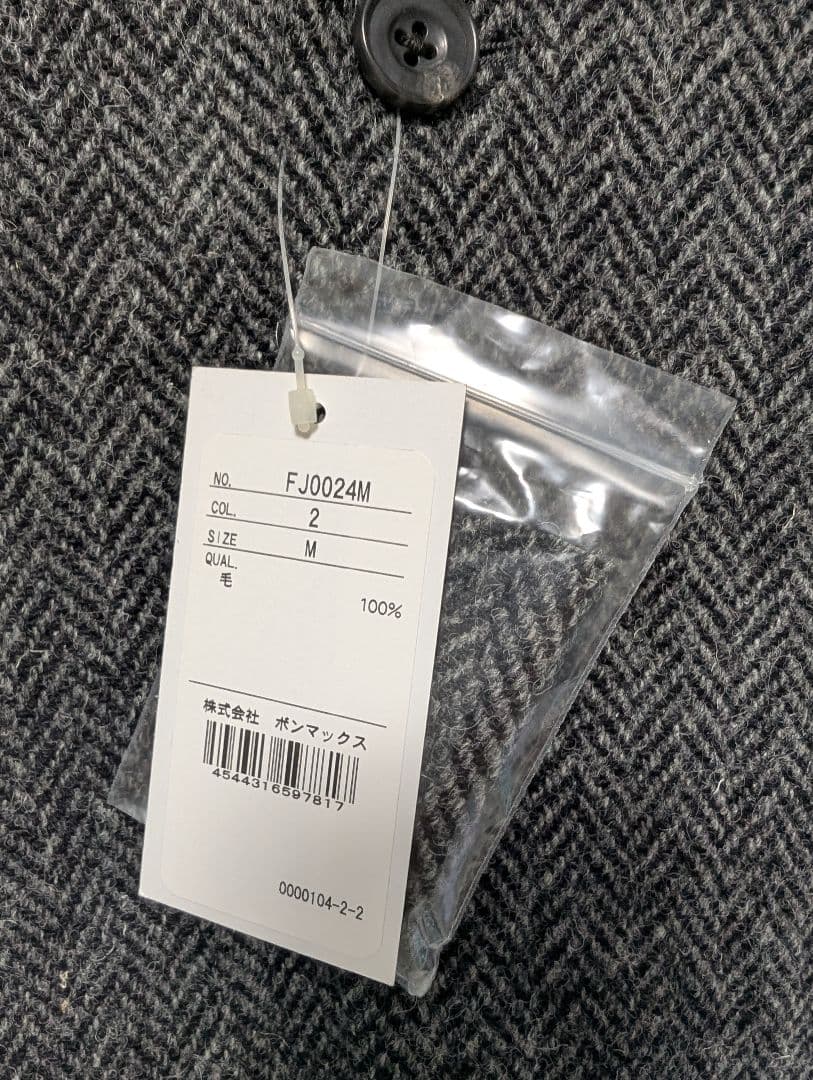 NO. FJ0024M
COL. 2
SIZE M
QUAL.
毛
100%
株式会社 ボンマックス
4544316597817
0000104-2-2